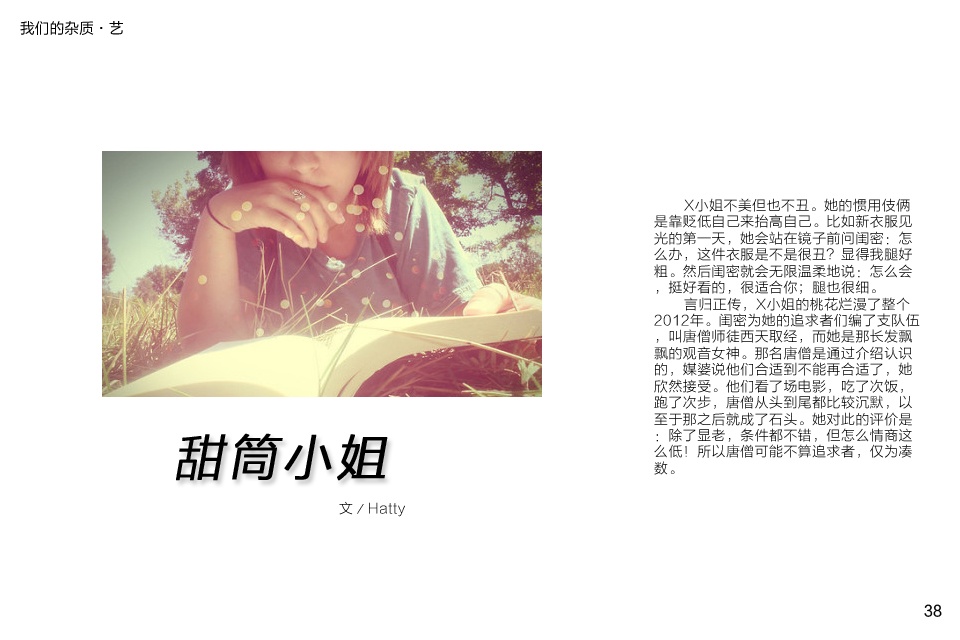 我们的杂质·艺
甜筒小姐
文 / Hatty
X小姐不美但也不丑。她的惯用伎俩
是靠贬低自己来抬高自己。比如新衣服见
光的第一天，她会站在镜子前问闺密：怎
么办，这件衣服是不是很丑？显得我腿好
粗。然后闺密就会无限温柔地说：怎么会
，挺好看的，很适合你；腿也很细。
言归正传，X小姐的桃花烂漫了整个
2012年。闺密为她的追求者们编了支队伍
，叫唐僧师徒西天取经，而她是那长发飘
飘的观音女神。那名唐僧是通过介绍认识
的，媒婆说他们合适到不能再合适了，她
欣然接受。他们看了场电影，吃了次饭，
跑了次步，唐僧从头到尾都比较沉默，以
至于那之后就成了石头。她对此的评价是
：除了显老，条件都不错，但怎么情商这
么低！所以唐僧可能不算追求者，仅为凑
数。
38